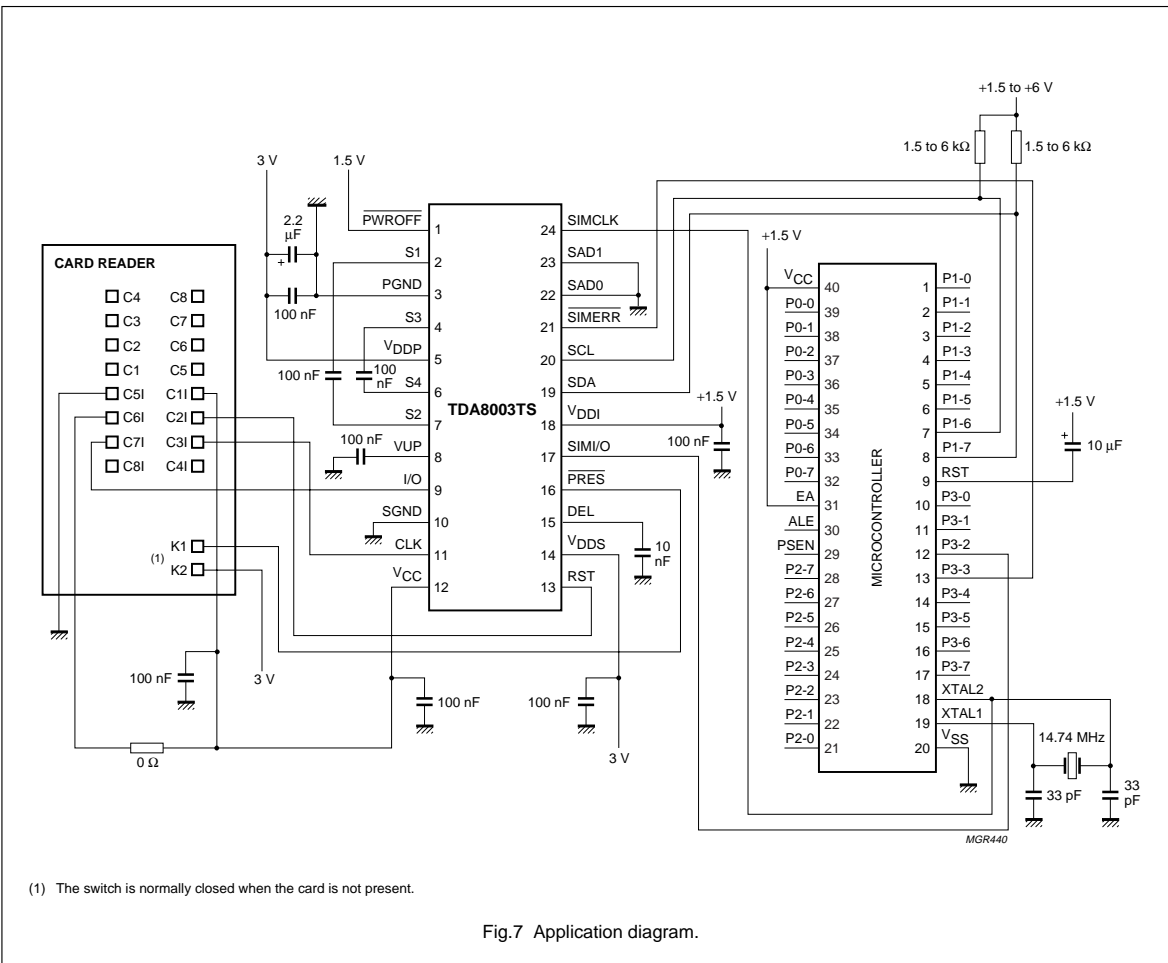 +1.5 to +6 V
1.5 to 6 kΩ
1.5 to 6 kΩ
3 V
1.5 V
2.2
µF
+
100 nF
CARD READER
C4
C8
C3
C7
C2
C6
C1
C5
C5I
C1I
C6I
C2I
C7I
C3I
C8I
C4I
K1
(1)
K2
100 nF
3 V
0 Ω
100 nF
100
nF
100 nF
TDA8003TS
PWROFF
1
S1
2
PGND
3
S3
4
VDDP
5
S4
6
S2
7
VUP
8
I/O
9
SGND
10
CLK
11
VCC
12
24
SIMCLK
23
SAD1
22
SAD0
21
SIMERR
20
SCL
19
SDA
18
VDDI
17
SIMI/O
16
PRES
15
DEL
14
VDDS
13
RST
+1.5 V
100 nF
10
nF
100 nF
100 nF
3 V
+1.5 V
MICROCONTROLLER
VCC
40
P0-0
39
P0-1
38
P0-2
37
P0-3
36
P0-4
35
P0-5
34
P0-6
33
P0-7
32
EA
31
ALE
30
PSEN
29
P2-7
28
P2-6
27
P2-5
26
P2-4
25
P2-3
24
P2-2
23
P2-1
22
P2-0
21
1
P1-0
2
P1-1
3
P1-2
4
P1-3
5
P1-4
6
P1-5
7
P1-6
8
P1-7
9
RST
10
P3-0
11
P3-1
12
P3-2
13
P3-3
14
P3-4
15
P3-5
16
P3-6
17
P3-7
18
XTAL2
19
XTAL1
20
VSS
+1.5 V
+
10 µF
14.74 MHz
33 pF
33
pF
MGR440
(1) The switch is normally closed when the card is not present.
Fig.7 Application diagram.